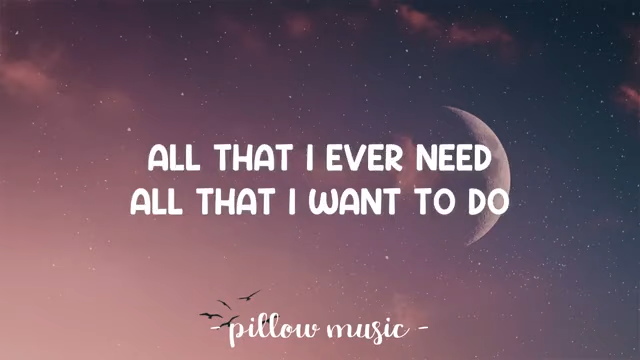 ALL THAT I EVER NEED
ALL THAT I WANT TO DO
- pillow music -